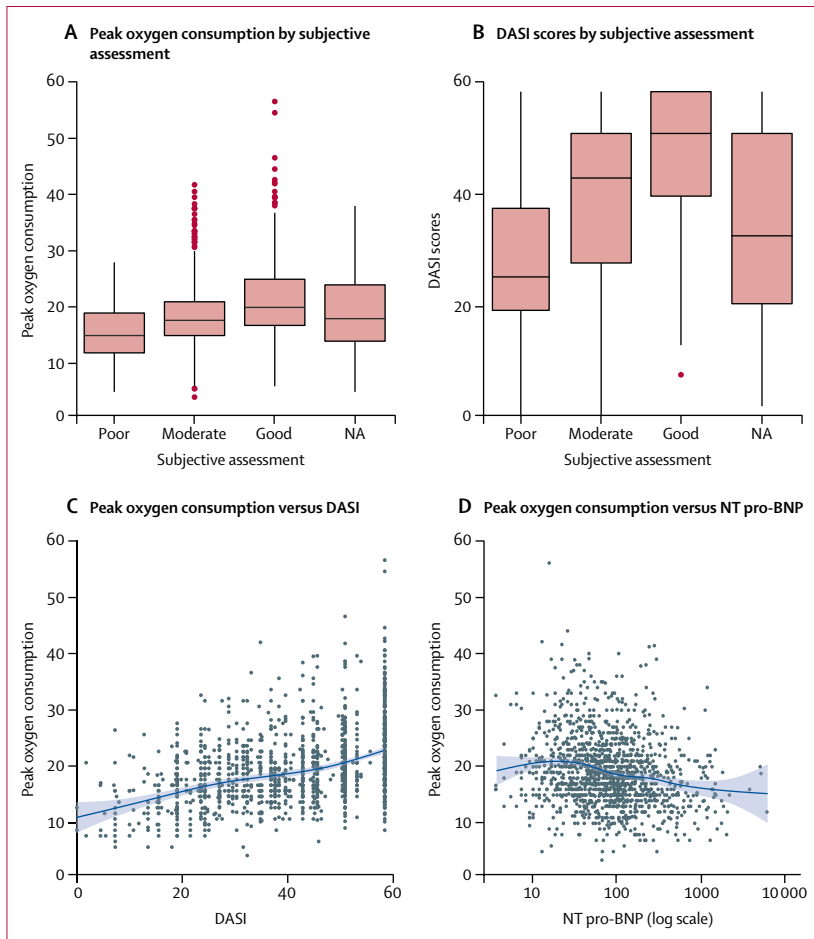 A Peak oxygen consumption by subjective
assessment
60
50
40
30
20
10
0
Peak oxygen consumption
Poor Moderate Good NA
Subjective assessment
B DASI scores by subjective assessment
60
40
20
0
DASI scores
Poor Moderate Good NA
Subjective assessment
C Peak oxygen consumption versus DASI
60
50
40
30
20
10
0
Peak oxygen consumption
0 20 40 60
DASI
D Peak oxygen consumption versus NT pro-BNP
60
50
40
30
20
10
0
Peak oxygen consumption
10 100 1000 10 000
NT pro-BNP (log scale)